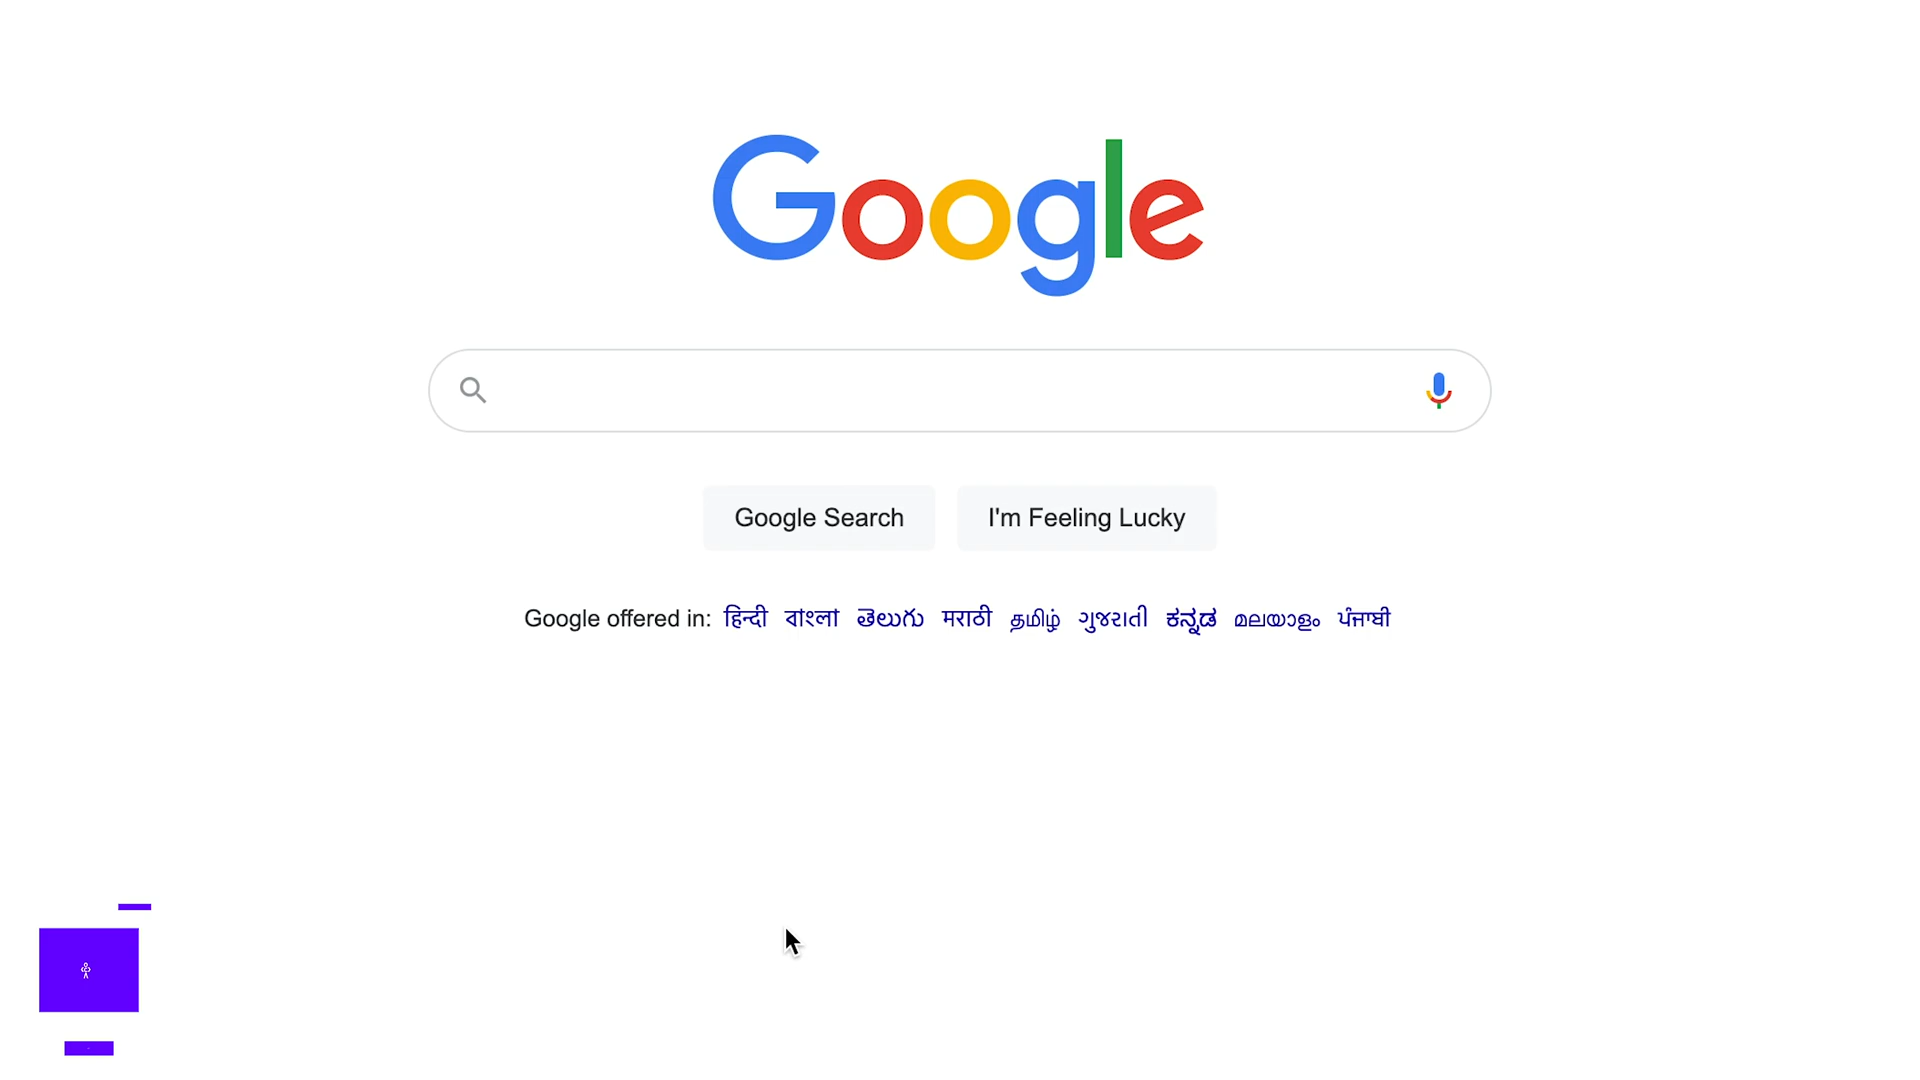 Google
Google Search I'm Feeling Lucky
Google offered in: हिन्दी বাংলা తెలుగు मराठी தமிழ் ગુજરાતી ಕನ್ನಡ മലയാളം ਪੰਜਾਬੀ